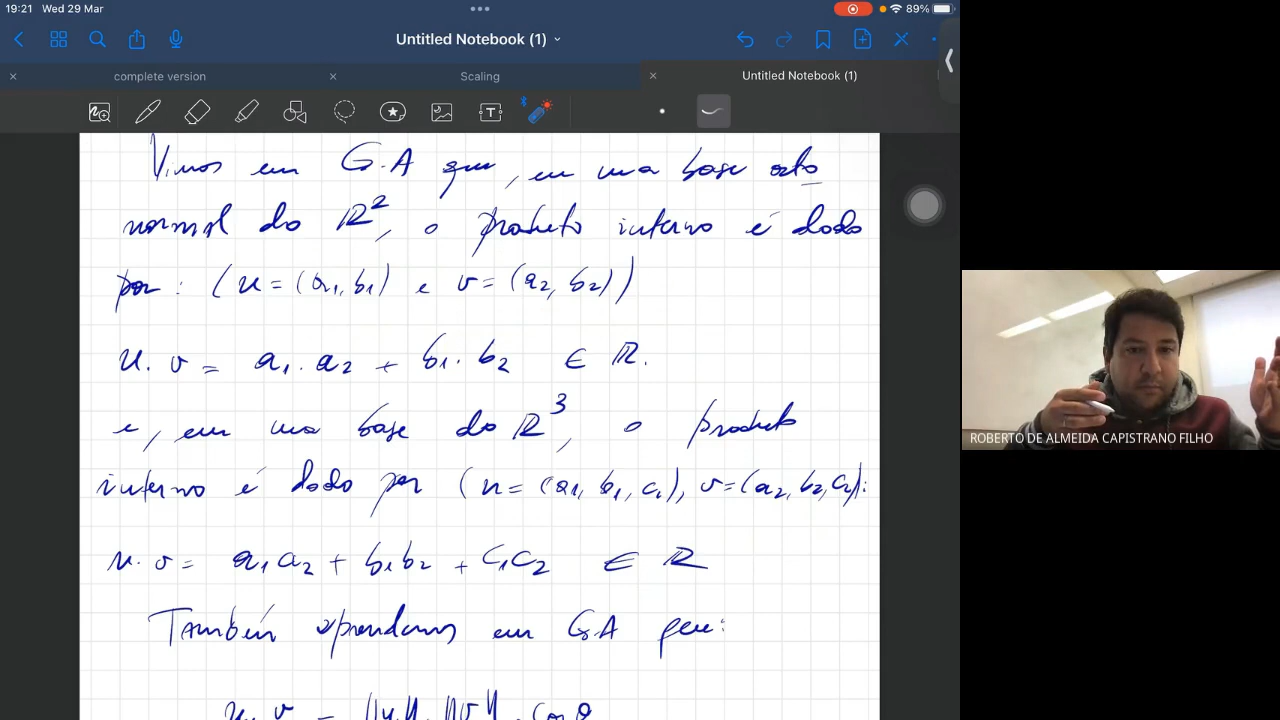 19:21 Wed 29 Mar
89%
Untitled Notebook (1)
complete version
Scaling
Untitled Notebook (1)
Vimos em G.A que, em uma base orto
normal do ℝ², o produto interno é dado
por: (u = (a₁, b₁) e v = (a₂, b₂))
u. v = a₁. a₂ + b₁. b₂ ∈ ℝ.
e, em uma base do ℝ³, o produto
interno é dado por (u = (a₁, b₁, c₁), v = (a₂, b₂, c₂):
u. v = a₁a₂ + b₁b₂ + c₁c₂ ∈ ℝ
Também aprendemos em GA que:
u. v = ||u||. ||v||. cos θ
ROBERTO DE ALMEIDA CAPISTRANO FILHO